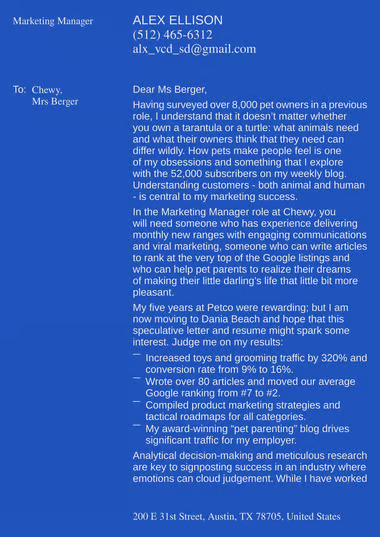 Marketing Manager
ALEX ELLISON
(512) 465-6312
alx_vcd_sd@gmail.com
To: Chewy,
Mrs Berger
Dear Ms Berger,
Having surveyed over 8,000 pet owners in a previous
role, I understand that it doesn't matter whether
you own a tarantula or a turtle: what animals need
and what their owners think that they need can
differ wildly. How pets make people feel is one
of my obsessions and something that I explore
with the 52,000 subscribers on my weekly blog.
Understanding customers - both animal and human
- is central to my marketing success.
In the Marketing Manager role at Chewy, you
will need someone who has experience delivering
monthly new ranges with engaging communications
and viral marketing, someone who can write articles
to rank at the very top of the Google listings and
who can help pet parents to realize their dreams
of making their little darling's life that little bit more
pleasant.
My five years at Petco were rewarding; but I am
now moving to Dania Beach and hope that this
speculative letter and resume might spark some
interest. Judge me on my results:
— Increased toys and grooming traffic by 320% and
conversion rate from 9% to 16%.
— Wrote over 80 articles and moved our average
Google ranking from #7 to #2.
— Compiled product marketing strategies and
tactical roadmaps for all categories.
— My award-winning “pet parenting” blog drives
significant traffic for my employer.
Analytical decision-making and meticulous research
are key to signposting success in an industry where
emotions can cloud judgement. While I have worked
200 E 31st Street, Austin, TX 78705, United States